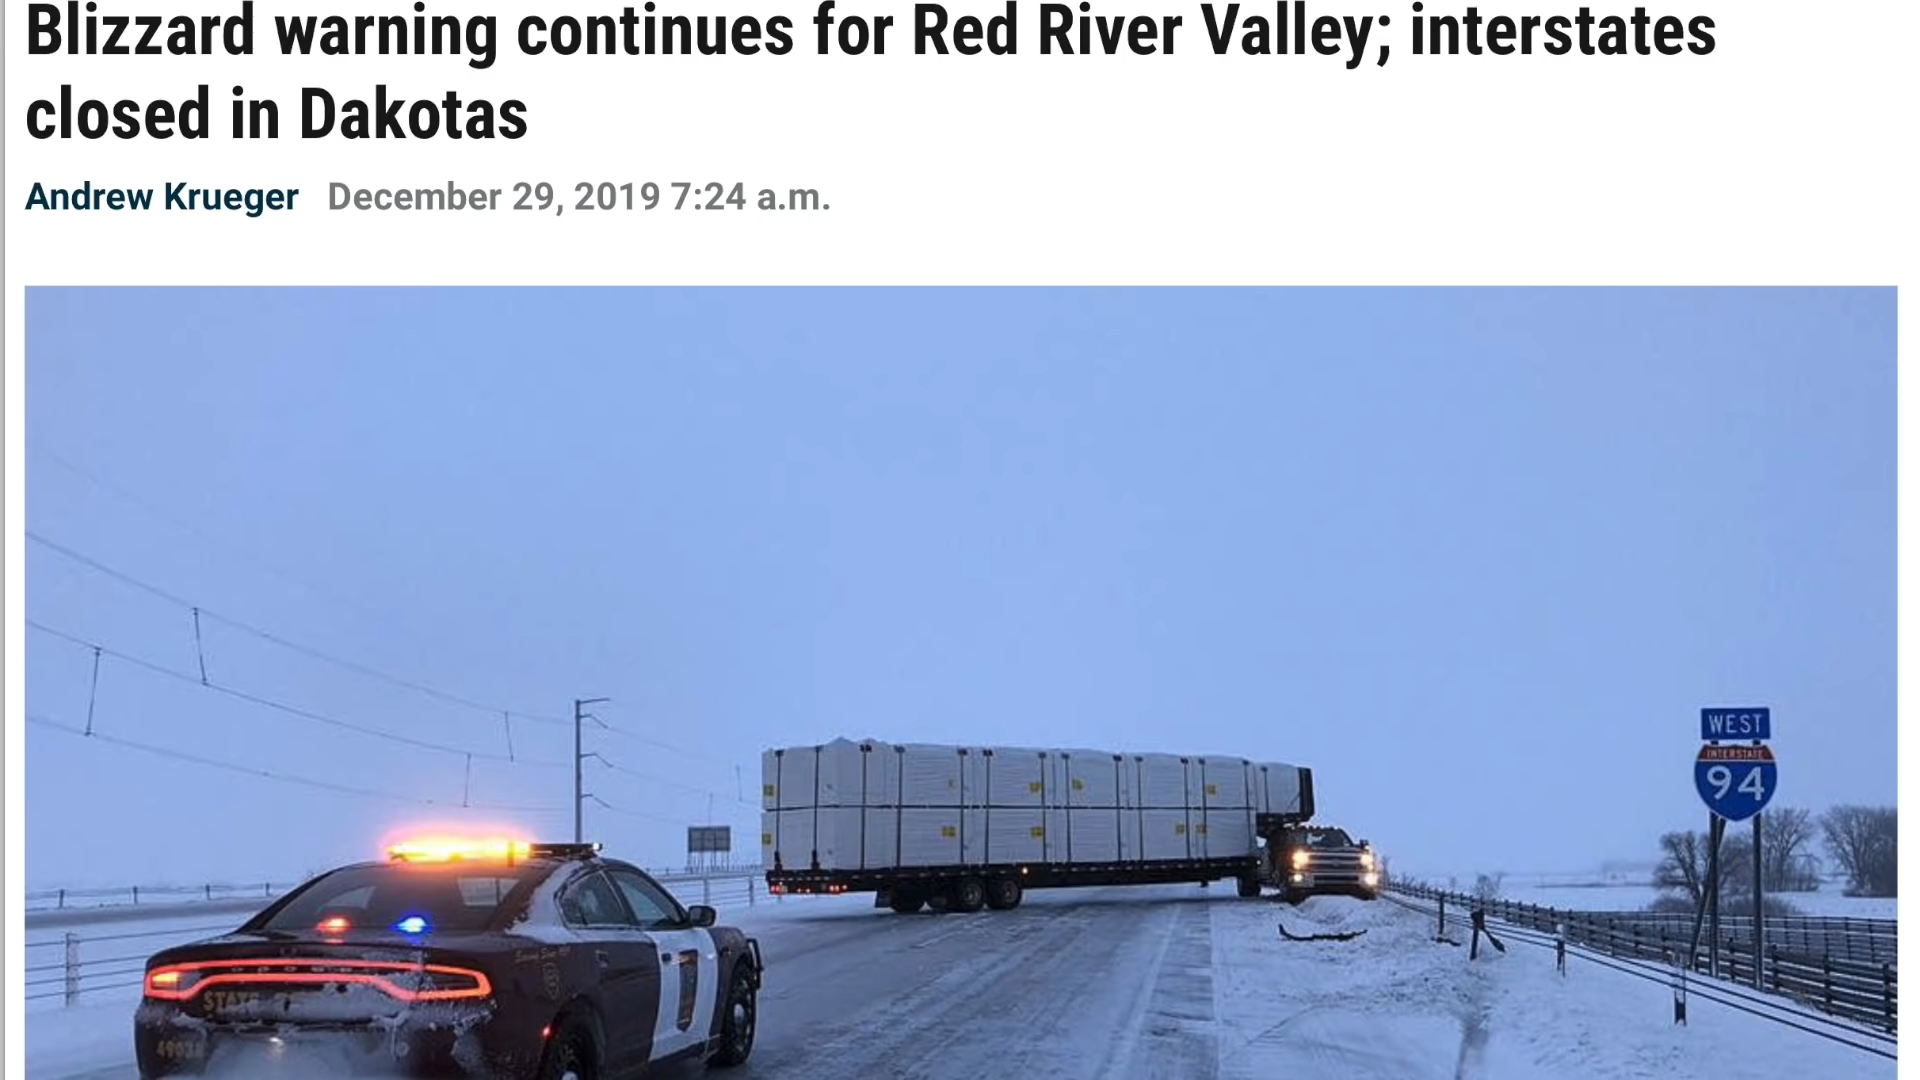 Blizzard warning continues for Red River Valley; interstates
closed in Dakotas
Andrew Krueger December 29, 2019 7:24 a.m.
WEST
INTERSTATE
94
STATE